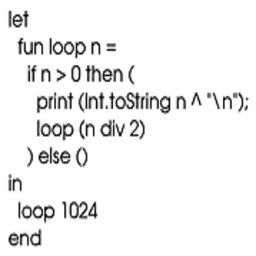 let
fun loop n =
if n > 0 then (
print (Int.toString n ^ "\n");
loop (n div 2)
) else ()
in
loop 1024
end